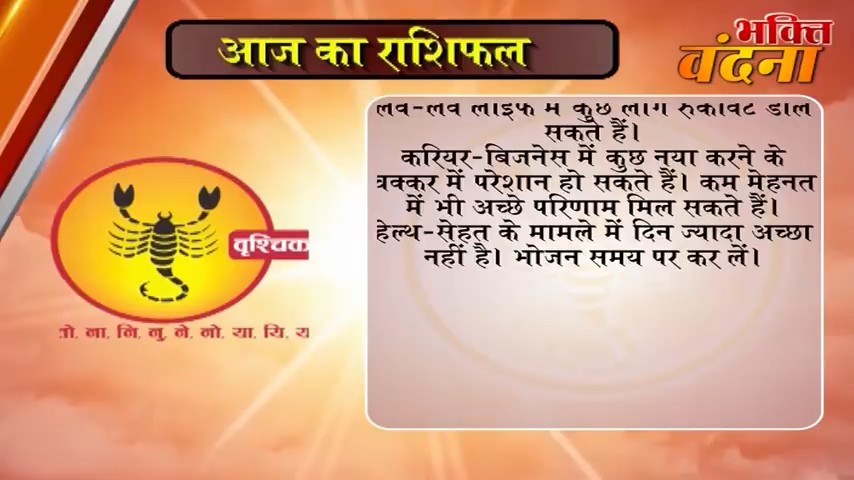 आज का राशिफल
भक्ति
वंदना
लव-लव लाइफ में कुछ लोग रुकावट डाल
सकते हैं।
करियर-बिजनेस में कुछ नया करने के
चक्कर में परेशान हो सकते हैं। कम मेहनत
में भी अच्छे परिणाम मिल सकते हैं।
हेल्थ-सेहत के मामले में दिन ज्यादा अच्छा
नहीं है। भोजन समय पर कर लें।
वृश्चिक
ना, नि, नु, ने, नो, या, यि,